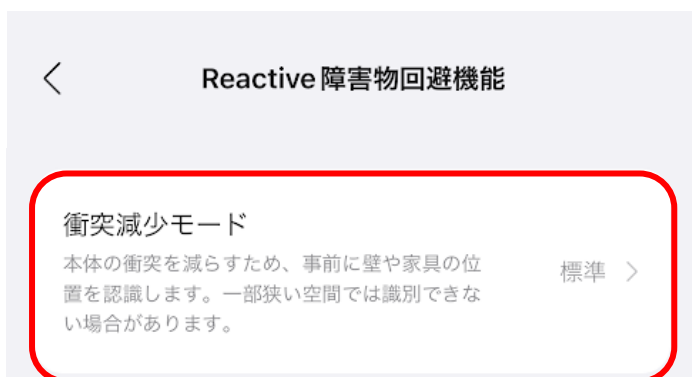 Reactive障害物回避機能
衝突減少モード
本体の衝突を減らすため、事前に壁や家具の位
置を認識します。一部狭い空間では識別できな
い場合があります。
標準